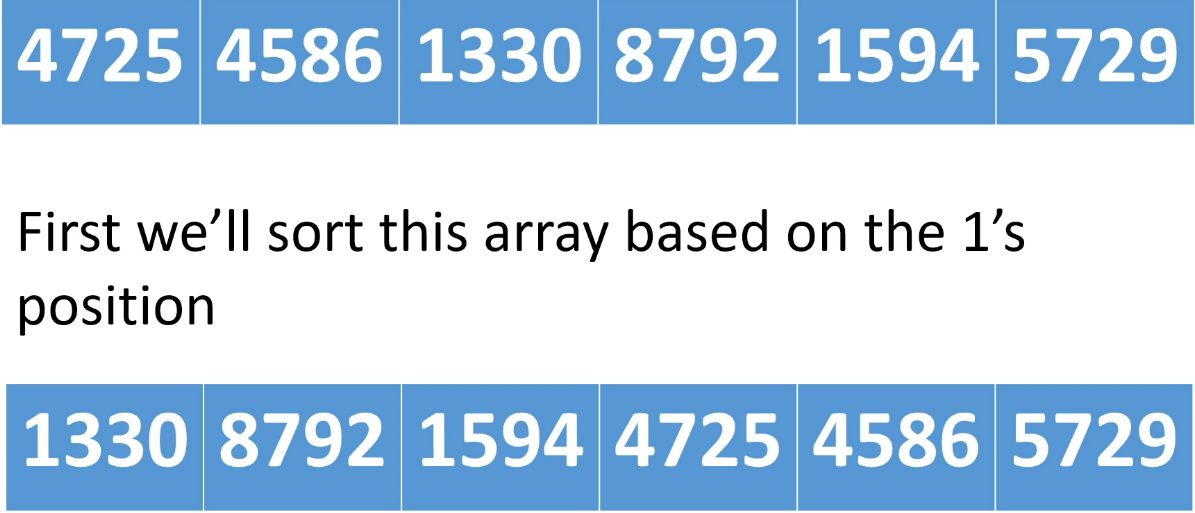 4725 4586 1330 8792 1594 5729
First we’ll sort this array based on the 1’s
position
1330 8792 1594 4725 4586 5729